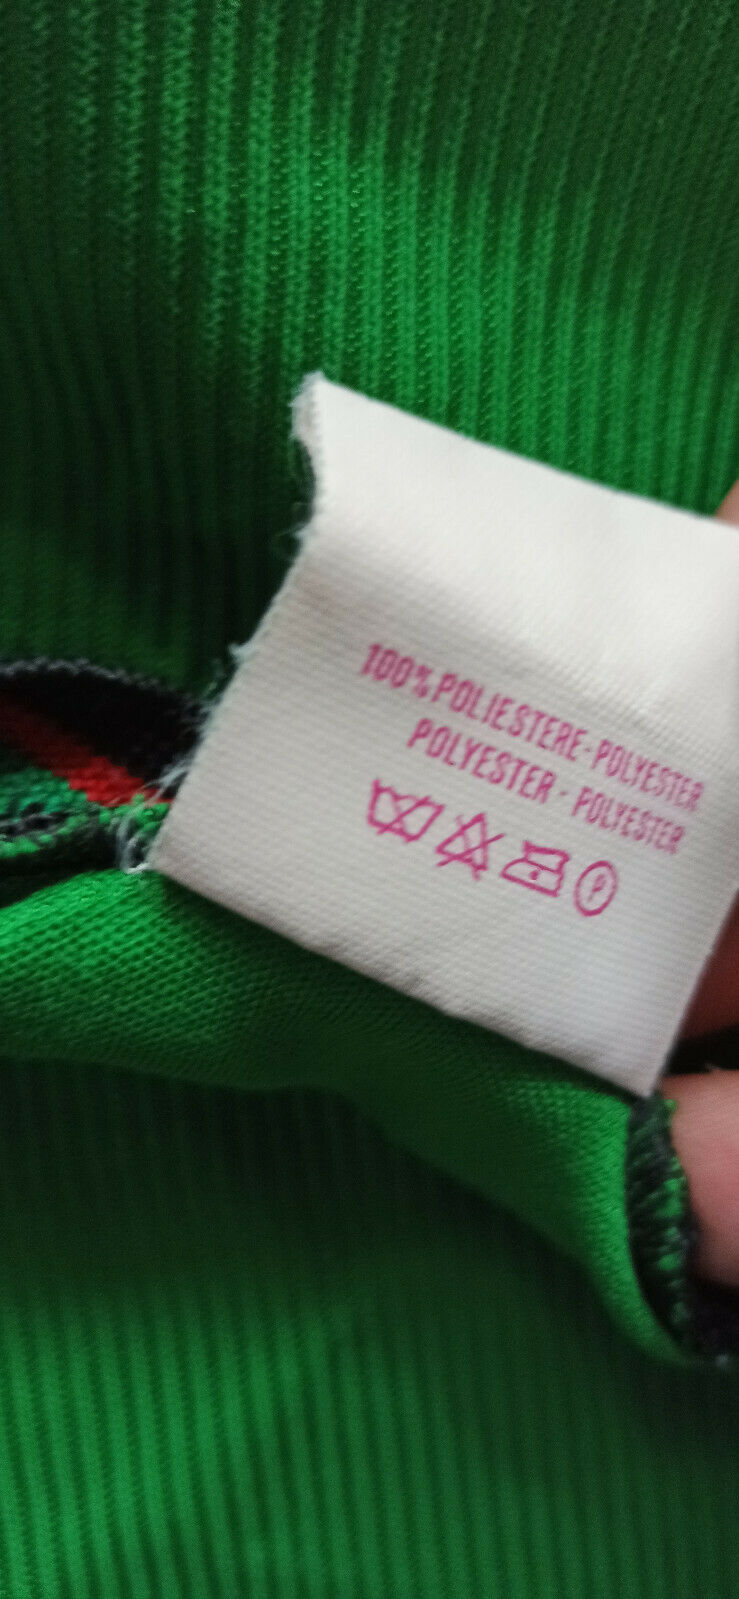 100% POLIESTERE - POLYESTER
POLYESTER - POLYESTER
P